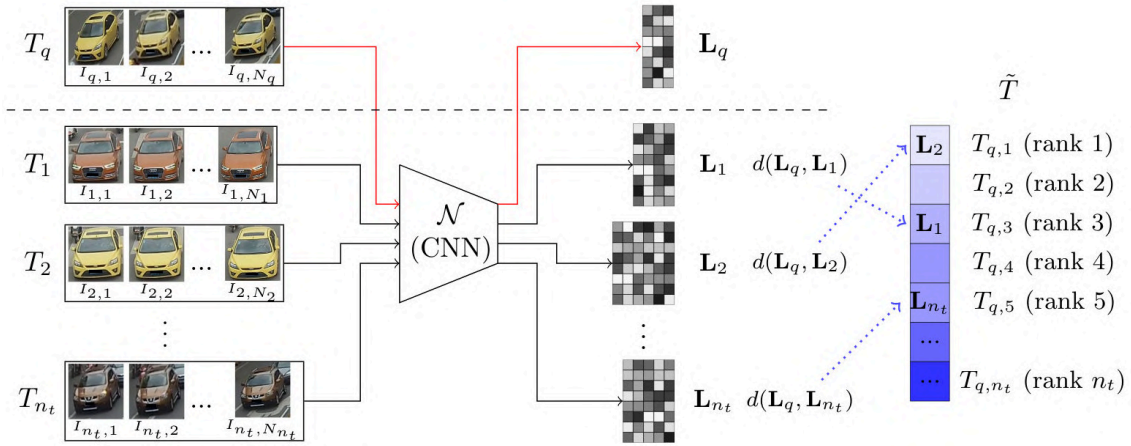 T_q I_{q,1} I_{q,2} ... I_{q,N_q} 𝐋_q
T̃
T_1 I_{1,1} I_{1,2} ... I_{1,N_1} 𝐋_1 d(𝐋_q, 𝐋_1)
𝒩
(CNN)
T_2 I_{2,1} I_{2,2} ... I_{2,N_2} 𝐋_2 d(𝐋_q, 𝐋_2)
⋮ ⋮
T_{n_t} I_{n_t,1} I_{n_t,2} ... I_{n_t,N_{n_t}} 𝐋_{n_t} d(𝐋_q, 𝐋_{n_t})
𝐋_2 T_{q,1} (rank 1)
T_{q,2} (rank 2)
𝐋_1 T_{q,3} (rank 3)
T_{q,4} (rank 4)
𝐋_{n_t} T_{q,5} (rank 5)
...
... T_{q,n_t} (rank n_t)